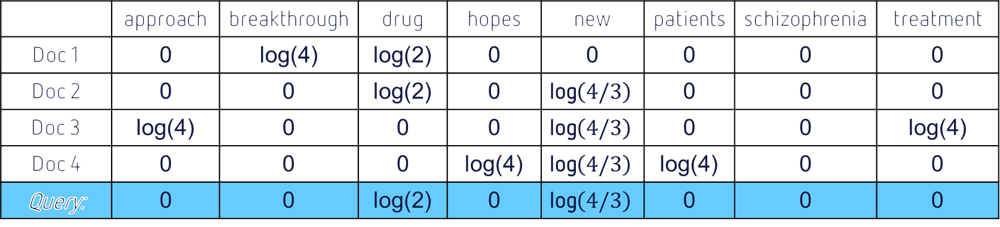 approach breakthrough drug hopes new patients schizophrenia treatment
Doc 1 0 log(4) log(2) 0 0 0 0 0
Doc 2 0 0 log(2) 0 log(4/3) 0 0 0
Doc 3 log(4) 0 0 0 log(4/3) 0 0 log(4)
Doc 4 0 0 0 log(4) log(4/3) log(4) 0 0
Query: 0 0 log(2) 0 log(4/3) 0 0 0